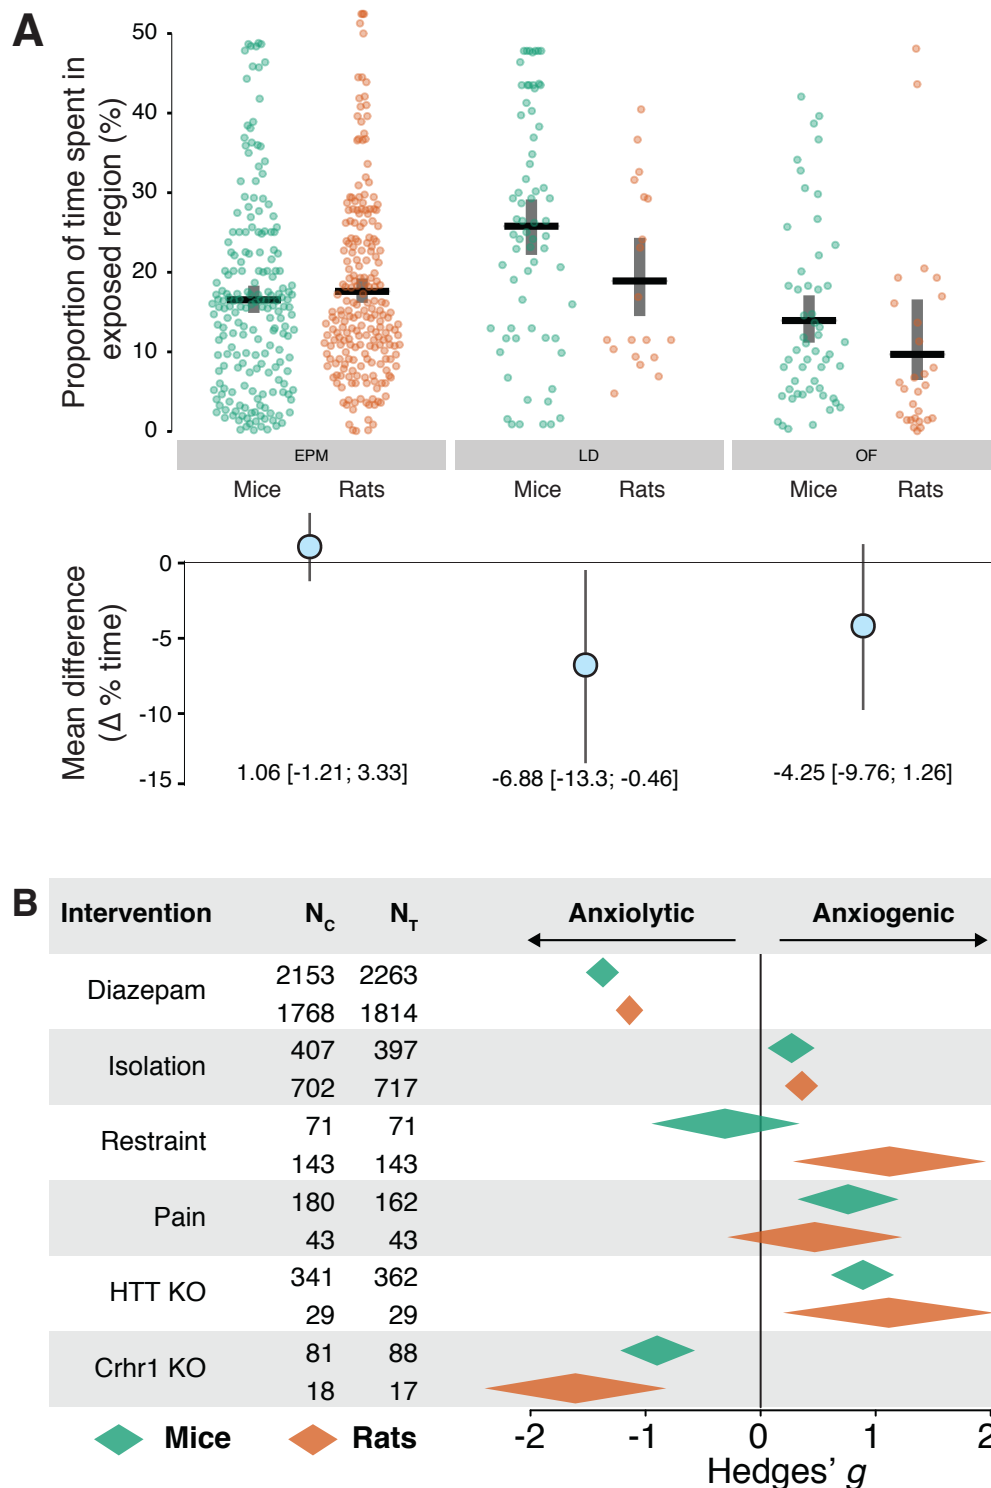 A
Proportion of time spent in
exposed region (%)
50
40
30
20
10
0
EPM LD OF
Mice Rats Mice Rats Mice Rats
Mean difference
(Δ % time)
0
-5
-10
-15
1.06 [-1.21; 3.33] -6.88 [-13.3; -0.46] -4.25 [-9.76; 1.26]
B
Intervention NC NT Anxiolytic Anxiogenic
Diazepam
2153 2263
1768 1814
Isolation
407 397
702 717
Restraint
71 71
143 143
Pain
180 162
43 43
HTT KO
341 362
29 29
Crhr1 KO
81 88
18 17
Mice Rats
-2 -1 0 1 2
Hedges' g